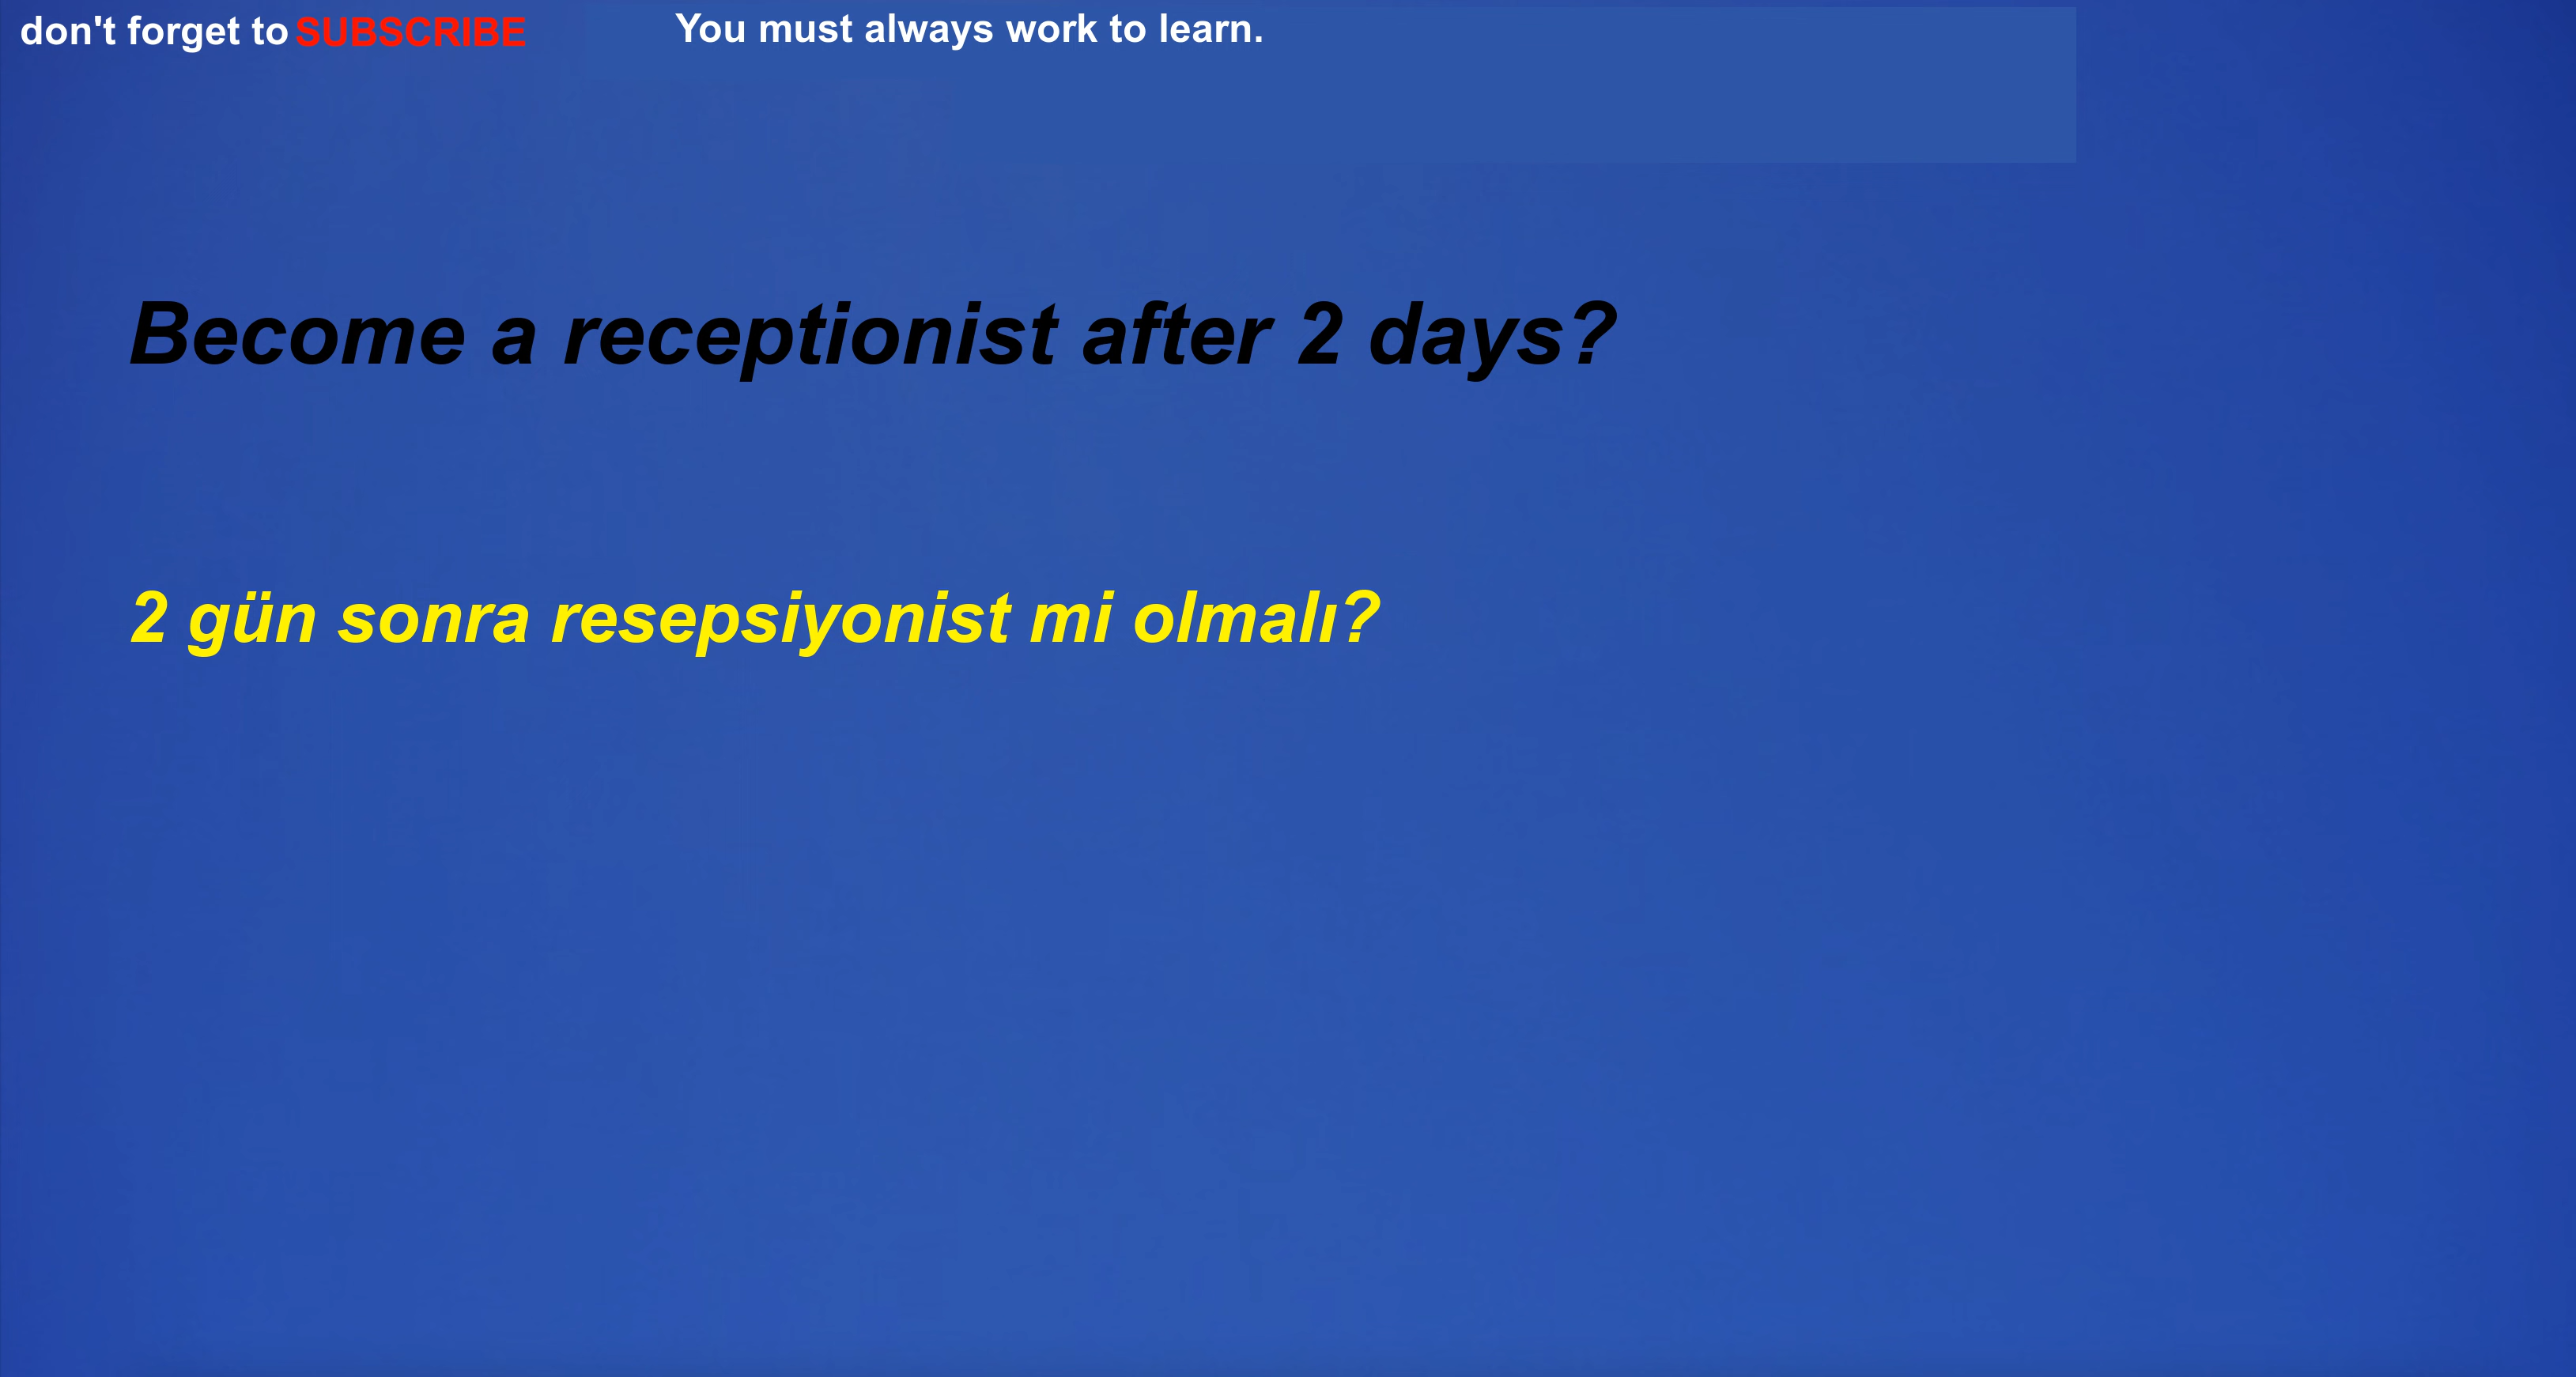 don't forget to SUBSCRIBE
You must always work to learn.
Become a receptionist after 2 days?
2 gün sonra resepsiyonist mi olmalı?